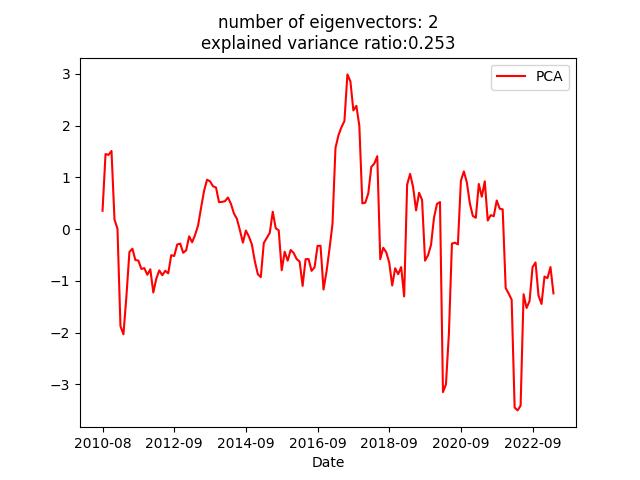 number of eigenvectors: 2
explained variance ratio:0.253
PCA
3
2
1
0
−1
−2
−3
2010-08 2012-09 2014-09 2016-09 2018-09 2020-09 2022-09
Date